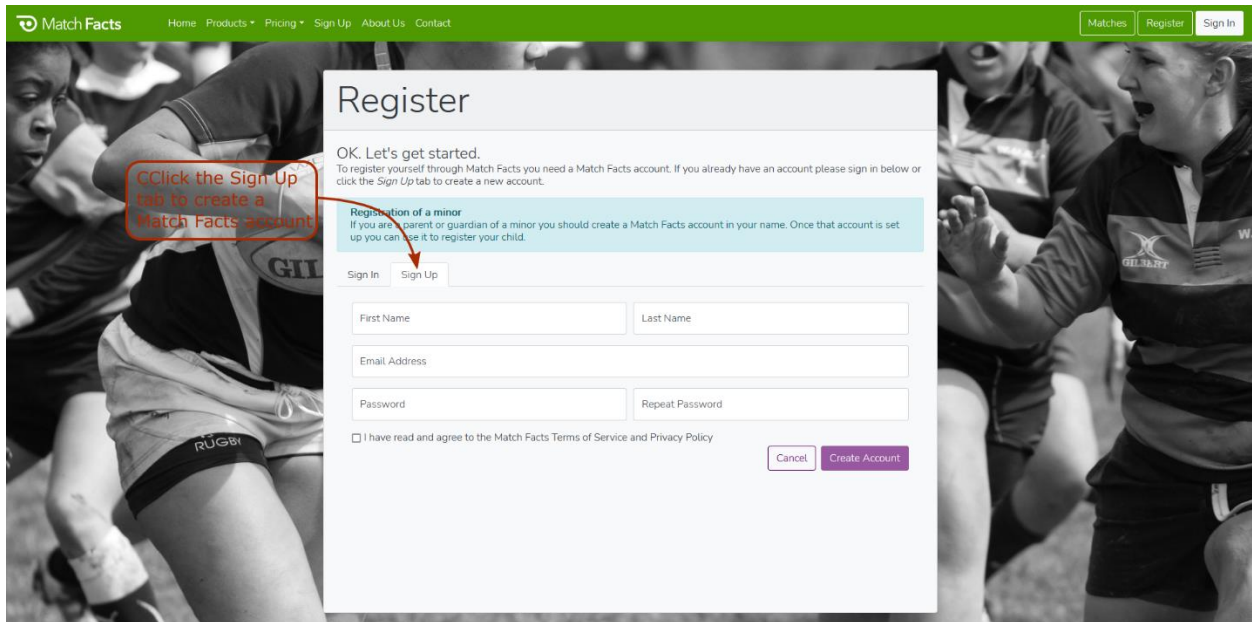 Match Facts
Home Products Pricing Sign Up About Us Contact
Matches Register Sign In
Register
OK. Let's get started.
To register yourself through Match Facts you need a Match Facts account. If you already have an account please sign in below or
click the Sign Up tab to create a new account.
CClick the Sign Up
tab to create a
Match Facts account
Registration of a minor
If you are a parent or guardian of a minor you should create a Match Facts account in your name. Once that account is set
up you can use it to register your child.
Sign In Sign Up
First Name Last Name
Email Address
Password Repeat Password
I have read and agree to the Match Facts Terms of Service and Privacy Policy
Cancel Create Account
GIL
GILBERT
RUGBY